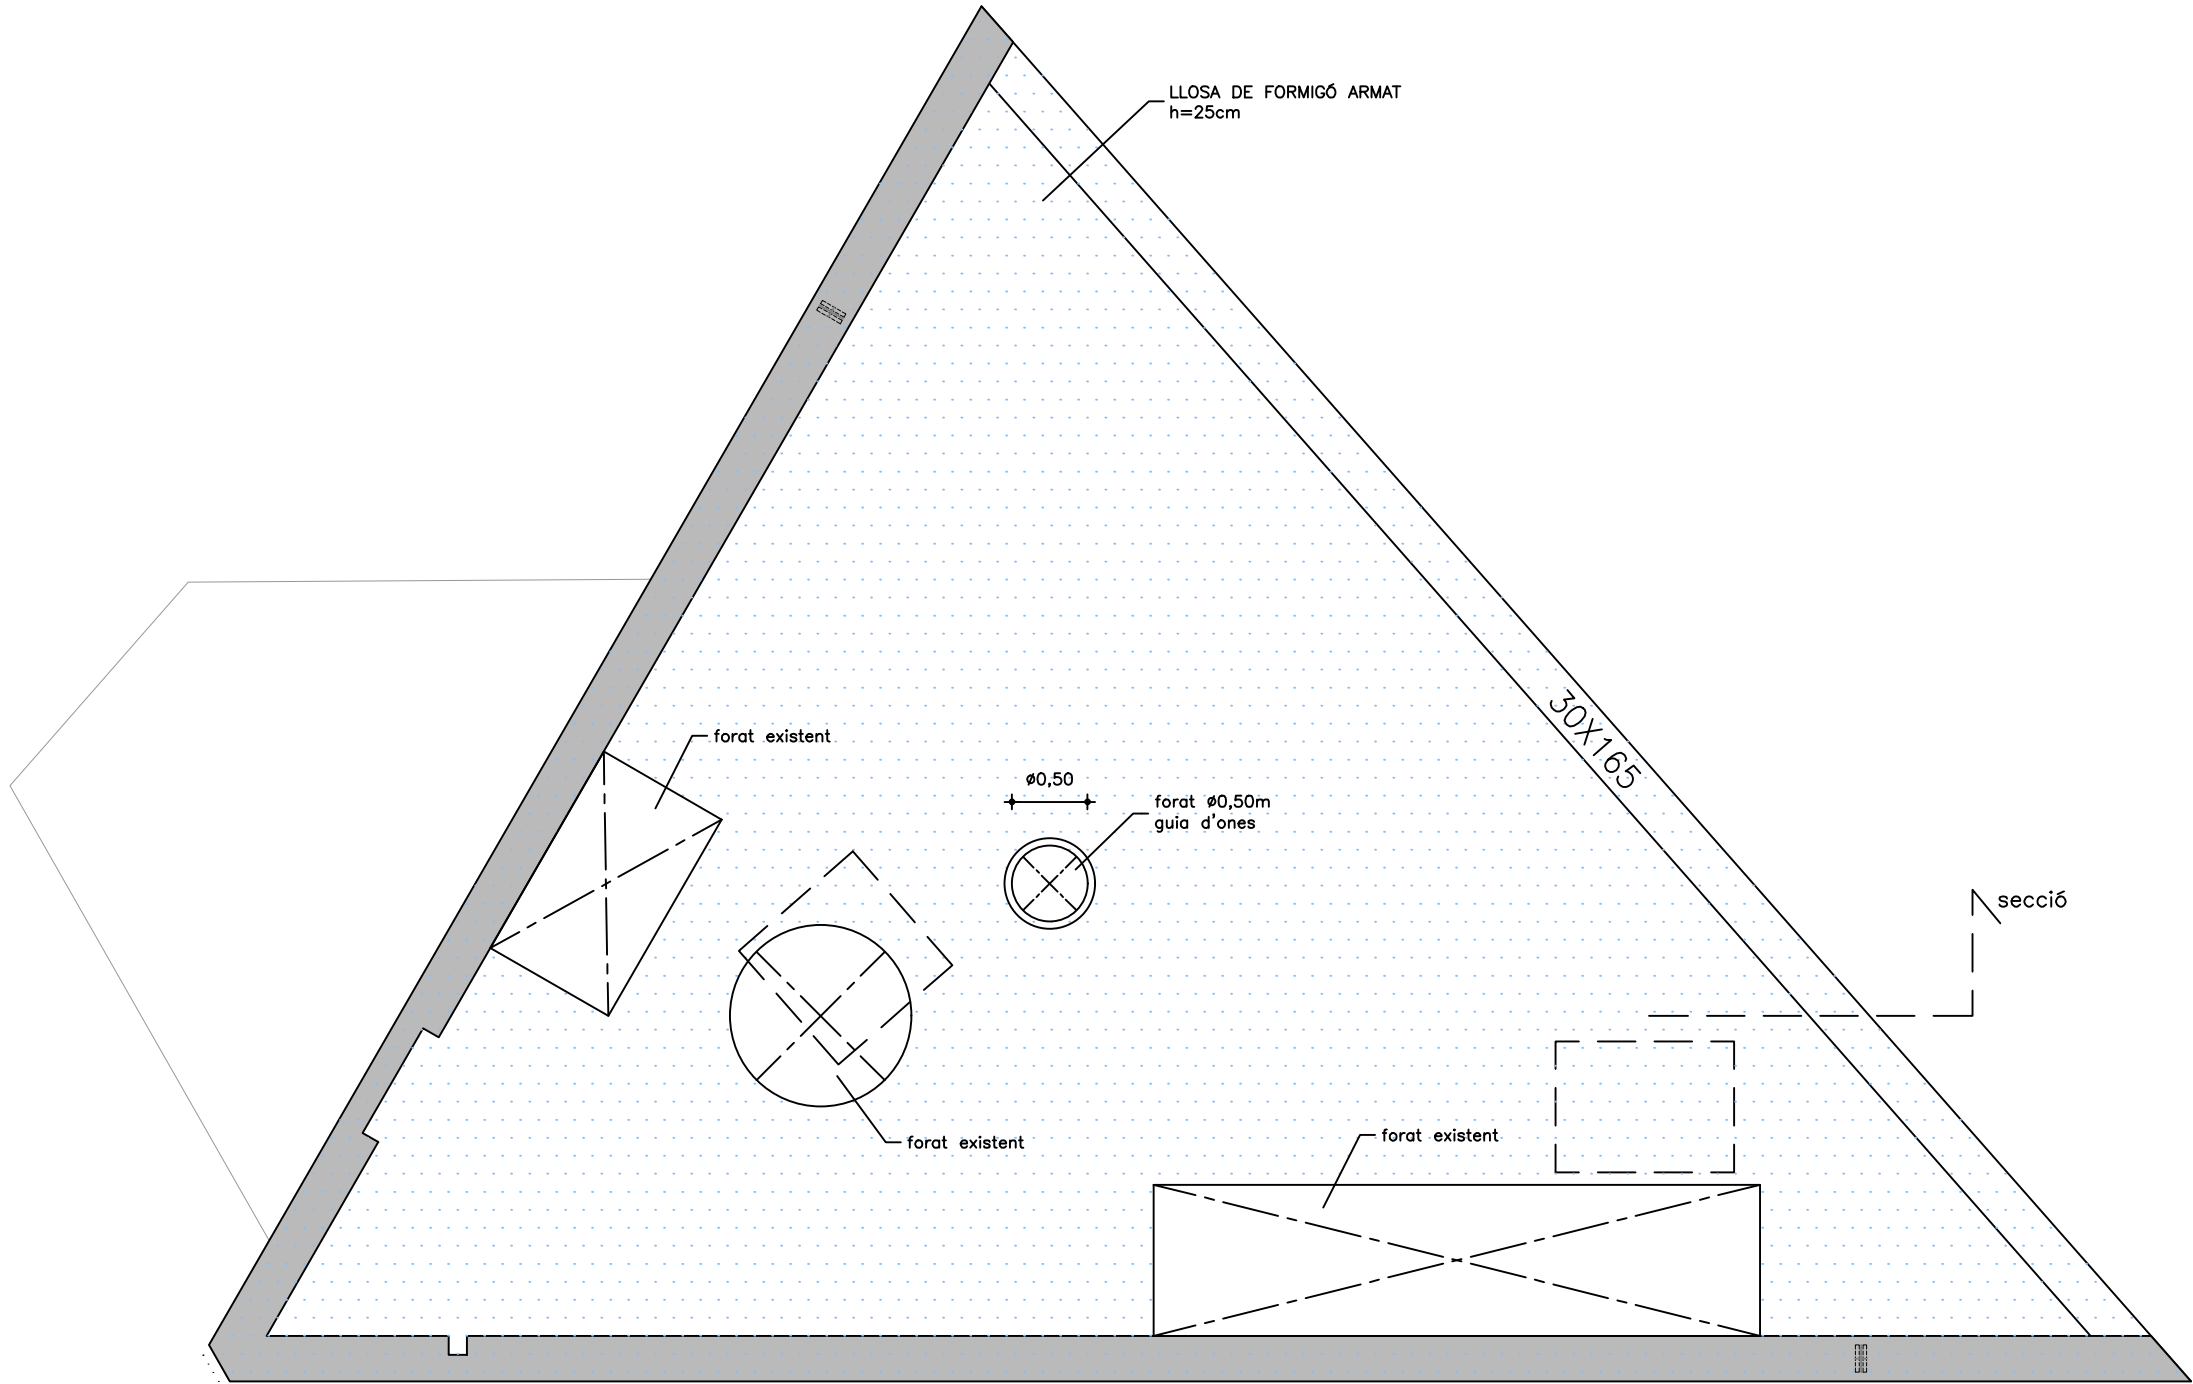 LLOSA DE FORMIGÓ ARMAT
h=25cm
30X165
forat existent
ø0,50
forat ø0,50m
guia d'ones
secció
forat existent
forat existent